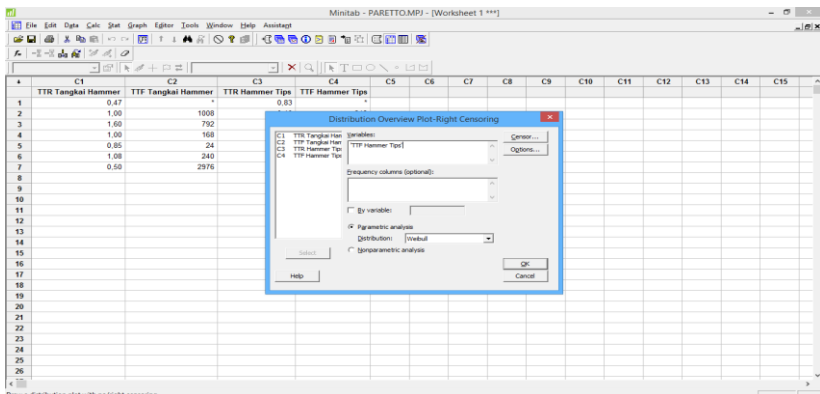 Minitab - PARETTO.MPJ - [Worksheet 1 ***]
File Edit Data Calc Stat Graph Editor Tools Window Help Assistant
C1 C2 C3 C4 C5 C6 C7 C8 C9 C10 C11 C12 C13 C14 C15
TTR Tangkai Hammer TTF Tangkai Hammer TTR Hammer Tips TTF Hammer Tips
1 0,47 * 0,83 *
2 1,00 1008
3 1,60 792
4 1,00 168
5 0,85 24
6 1,08 240
7 0,50 2976
8
9
10
11
12
13
14
15
16
17
18
19
20
21
22
23
24
25
26
Distribution Overview Plot-Right Censoring
C1 TTR Tangkai Han
C2 TTF Tangkai Han
C3 TTR Hammer Tip
C4 TTF Hammer Tip
Variables:
'TTF Hammer Tips'
Censor...
Options...
Frequency columns (optional):
By variable:
Parametric analysis
Distribution: Weibull
Nonparametric analysis
Select
Help
OK
Cancel